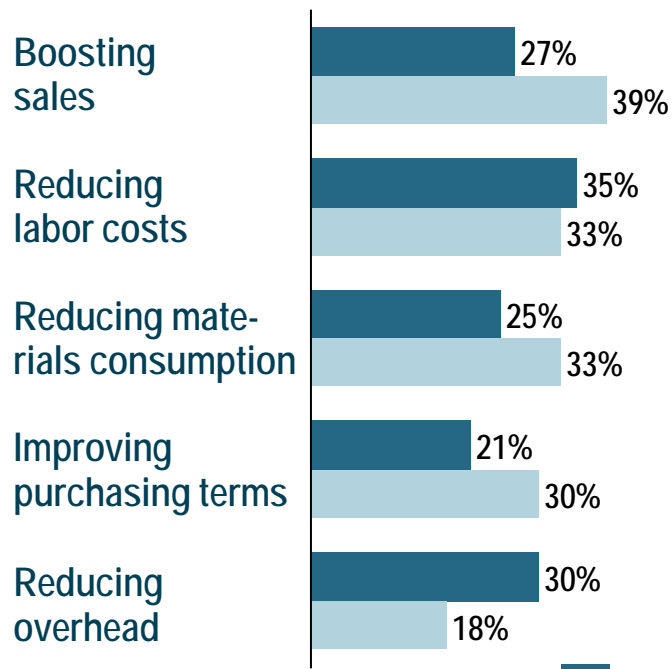 Boosting
sales
27%
39%
Reducing
labor costs
35%
33%
Reducing mate-
rials consumption
25%
33%
Improving
purchasing terms
21%
30%
Reducing
overhead
30%
18%